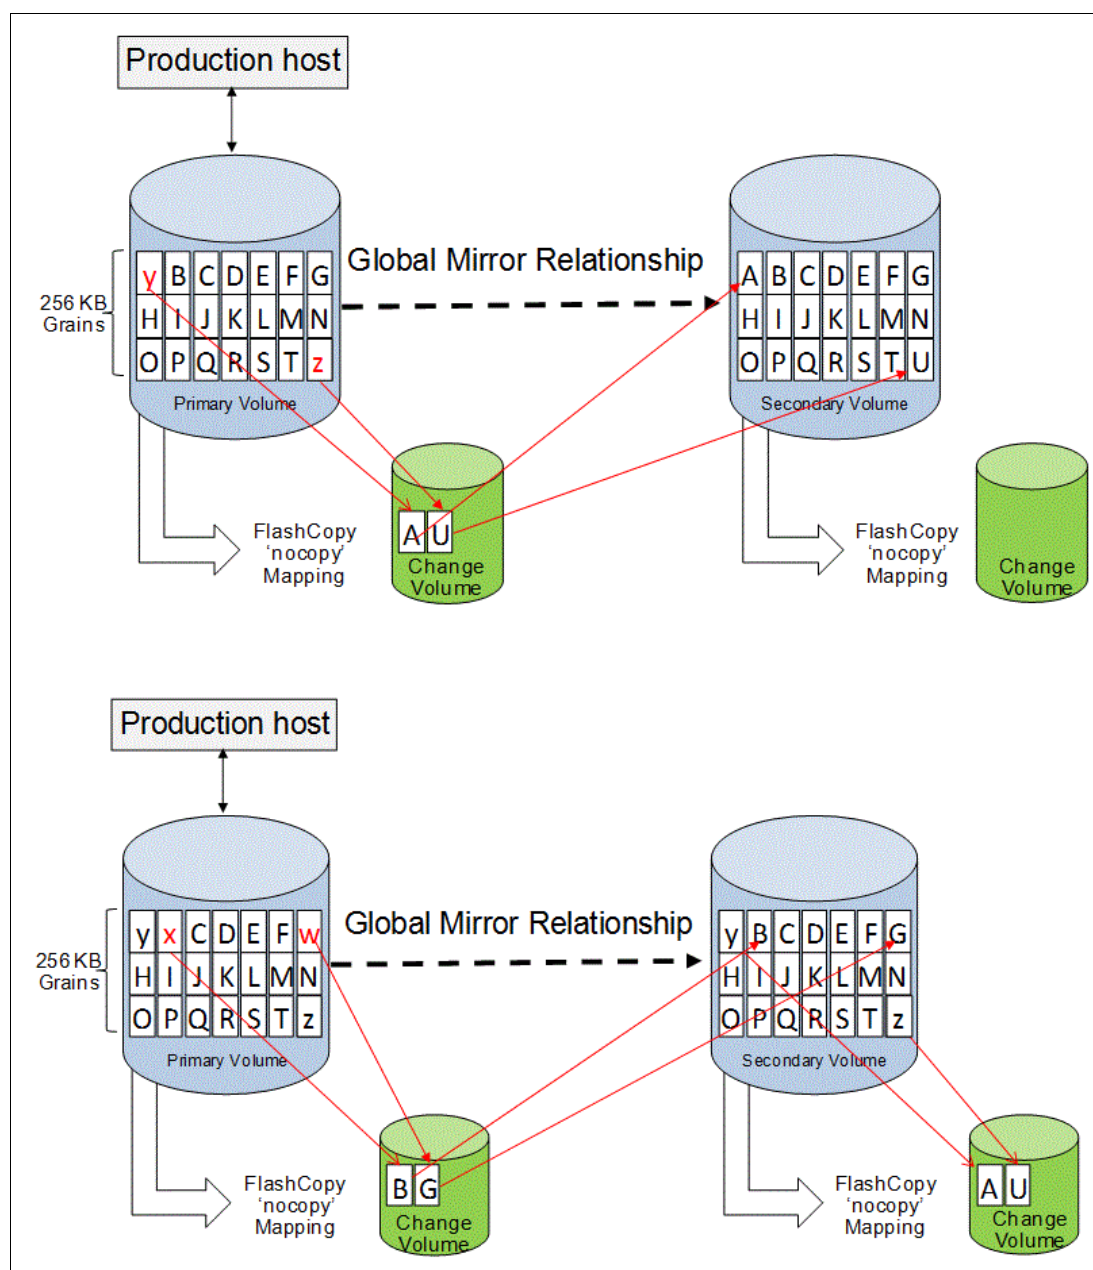 Production host
Global Mirror Relationship
256 KB
Grains
y B C D E F G
H I J K L M N
O P Q R S T z
Primary Volume
A B C D E F G
H I J K L M N
O P Q R S T U
Secondary Volume
FlashCopy
'nocopy'
Mapping
A U
Change
Volume
FlashCopy
'nocopy'
Mapping
Change
Volume
Production host
Global Mirror Relationship
256 KB
Grains
y x C D E F w
H I J K L M N
O P Q R S T z
Primary Volume
y B C D E F G
H I J K L M N
O P Q R S T z
Secondary Volume
FlashCopy
'nocopy'
Mapping
B G
Change
Volume
FlashCopy
'nocopy'
Mapping
A U
Change
Volume